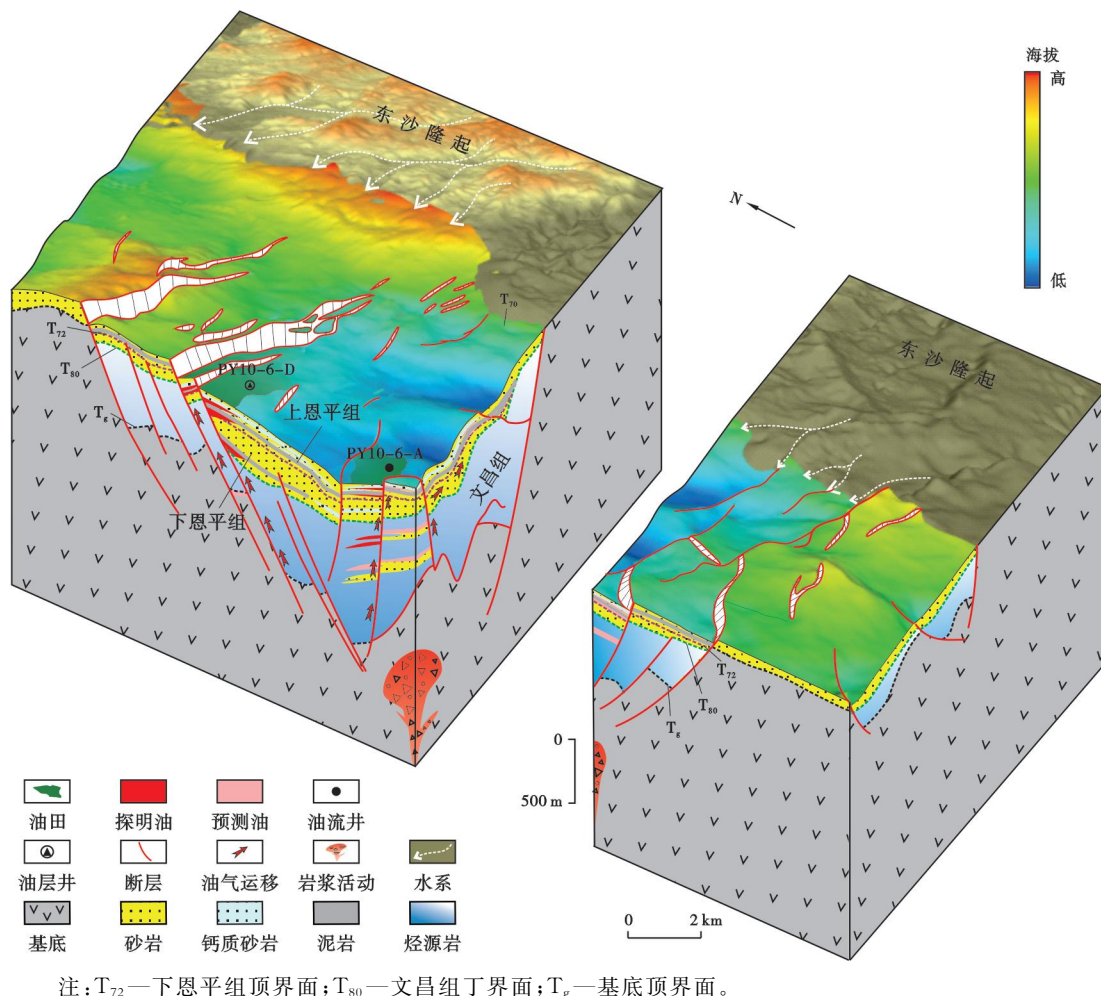 海拔
高
低
东沙隆起
N
T₇₀
T₇₂
T₈₀
T_g
PY10-6-D
上恩平组
PY10-6-A
文昌组
下恩平组
东沙隆起
T₇₂
T₈₀
T_g
0
500 m
0 2 km
油田 探明油 预测油 油流井
油层井 断层 油气运移 岩浆活动 水系
基底 砂岩 钙质砂岩 泥岩 烃源岩
注:T₇₂—下恩平组顶界面;T₈₀—文昌组丁界面;T_g—基底顶界面。